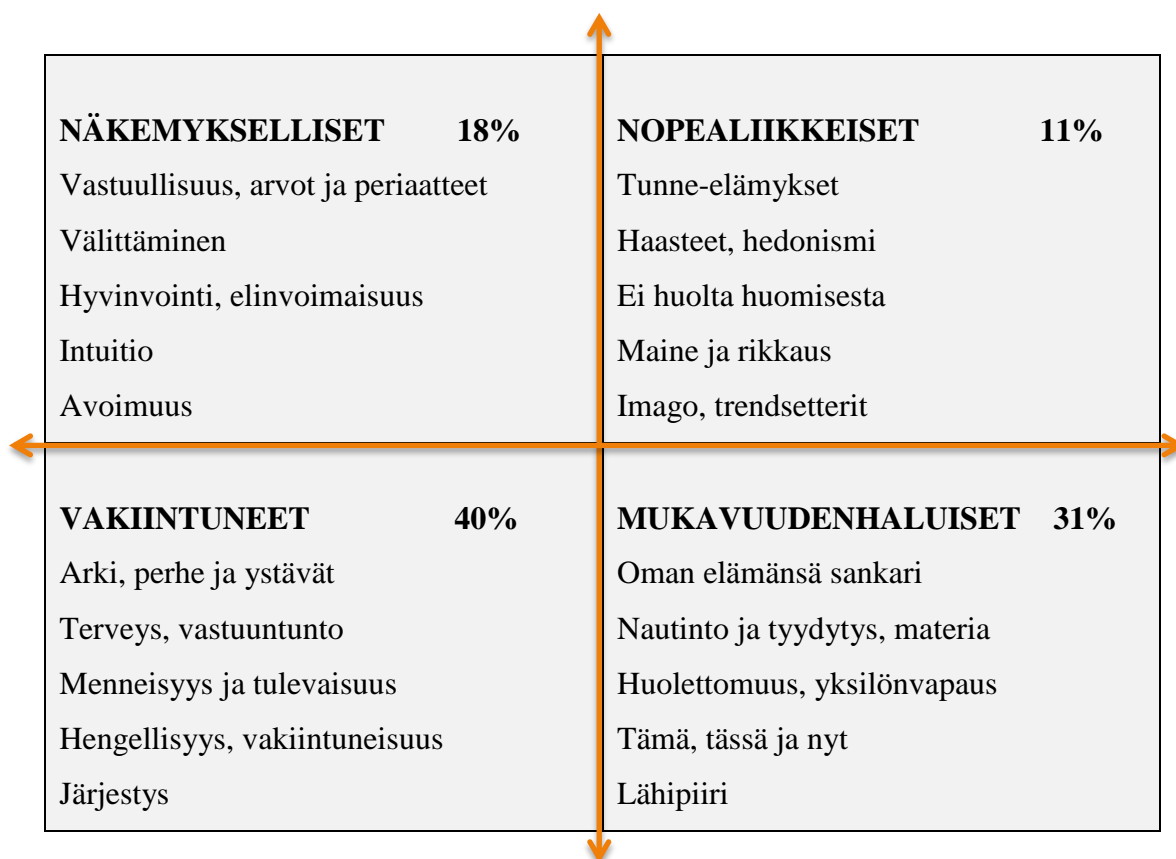 NÄKEMYKSELLISET 18%
Vastuullisuus, arvot ja periaatteet
Välittäminen
Hyvinvointi, elinvoimaisuus
Intuitio
Avoimuus
NOPEALIIKKEISET 11%
Tunne-elämykset
Haasteet, hedonismi
Ei huolta huomisesta
Maine ja rikkaus
Imago, trendsetterit
VAKIINTUNEET 40%
Arki, perhe ja ystävät
Terveys, vastuuntunto
Menneisyys ja tulevaisuus
Hengellisyys, vakiintuneisuus
Järjestys
MUKAVUUDENHALUISET 31%
Oman elämänsä sankari
Nautinto ja tyydytys, materia
Huolettomuus, yksilönvapaus
Tämä, tässä ja nyt
Lähipiiri